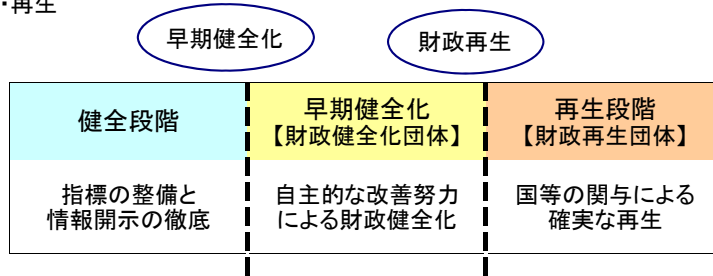 ・再生
早期健全化
財政再生
健全段階
早期健全化
【財政健全化団体】
再生段階
【財政再生団体】
指標の整備と
情報開示の徹底
自主的な改善努力
による財政健全化
国等の関与による
確実な再生